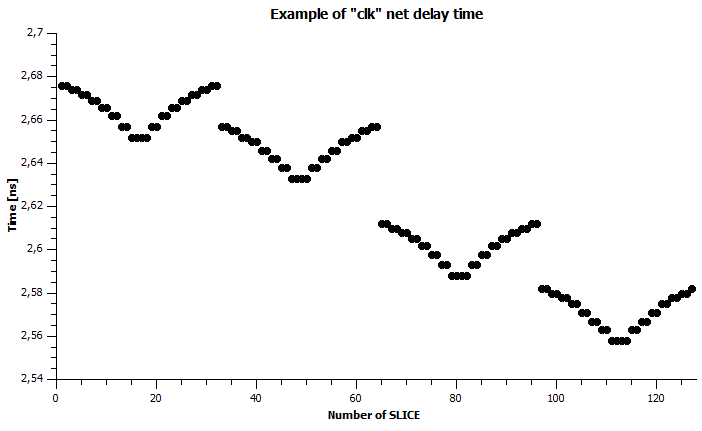 Example of "clk" net delay time
2,7
2,68
2,66
2,64
2,62
2,6
2,58
2,56
2,54
Time [ns]
0 20 40 60 80 100 120
Number of SLICE